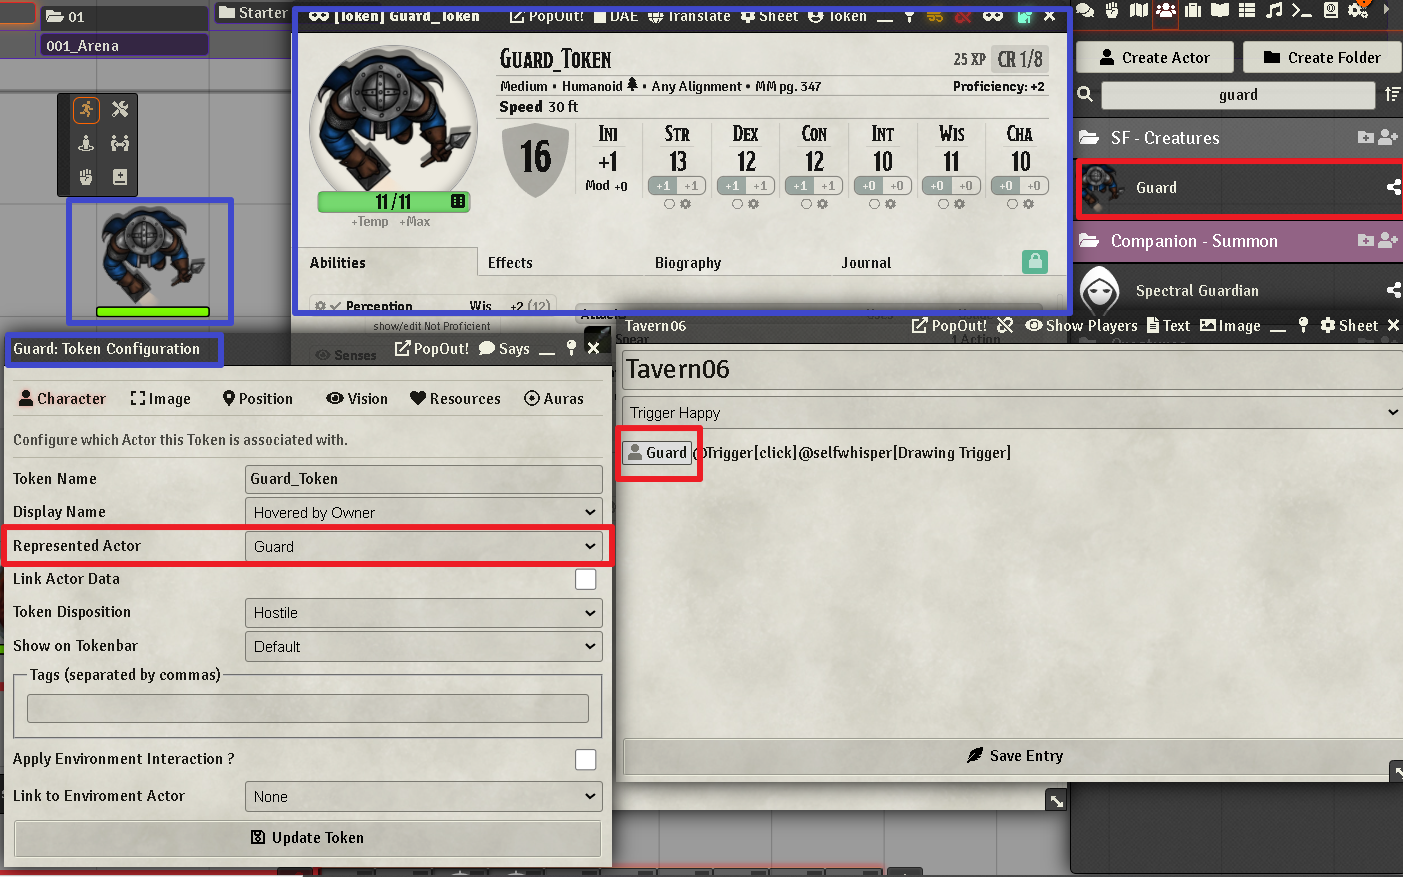 01
Starter
001_Arena
[Token] Guard_Token
PopOut!
DAE
Translate
Sheet
Token
GUARD_TOKEN
25 XP
CR 1/8
Medium • Humanoid • Any Alignment • MM pg. 347
Proficiency: +2
Speed 30 ft
16
INI
STR
DEX
CON
INT
WIS
CHA
+1
13
12
12
10
11
10
Mod +0
+1 +1
+1 +1
+1 +1
+0 +0
+0 +0
+0 +0
11/11
+Temp +Max
Abilities
Effects
Biography
Journal
Perception
Wis
+2 (12)
show/edit Not Proficient
Senses
Spear
1 Action
Create Actor
Create Folder
guard
SF - Creatures
Guard
Companion - Summon
Spectral Guardian
Guard: Token Configuration
PopOut!
Says
Character
Image
Position
Vision
Resources
Auras
Configure which Actor this Token is associated with.
Token Name
Guard_Token
Display Name
Hovered by Owner
Represented Actor
Guard
Link Actor Data
Token Disposition
Hostile
Show on Tokenbar
Default
Tags (separated by commas)
Apply Environment Interaction ?
Link to Enviroment Actor
None
Update Token
Tavern06
PopOut!
Show Players
Text
Image
Sheet
Tavern06
Trigger Happy
Guard @Trigger[click]@selfwhisper[Drawing Trigger]
Save Entry